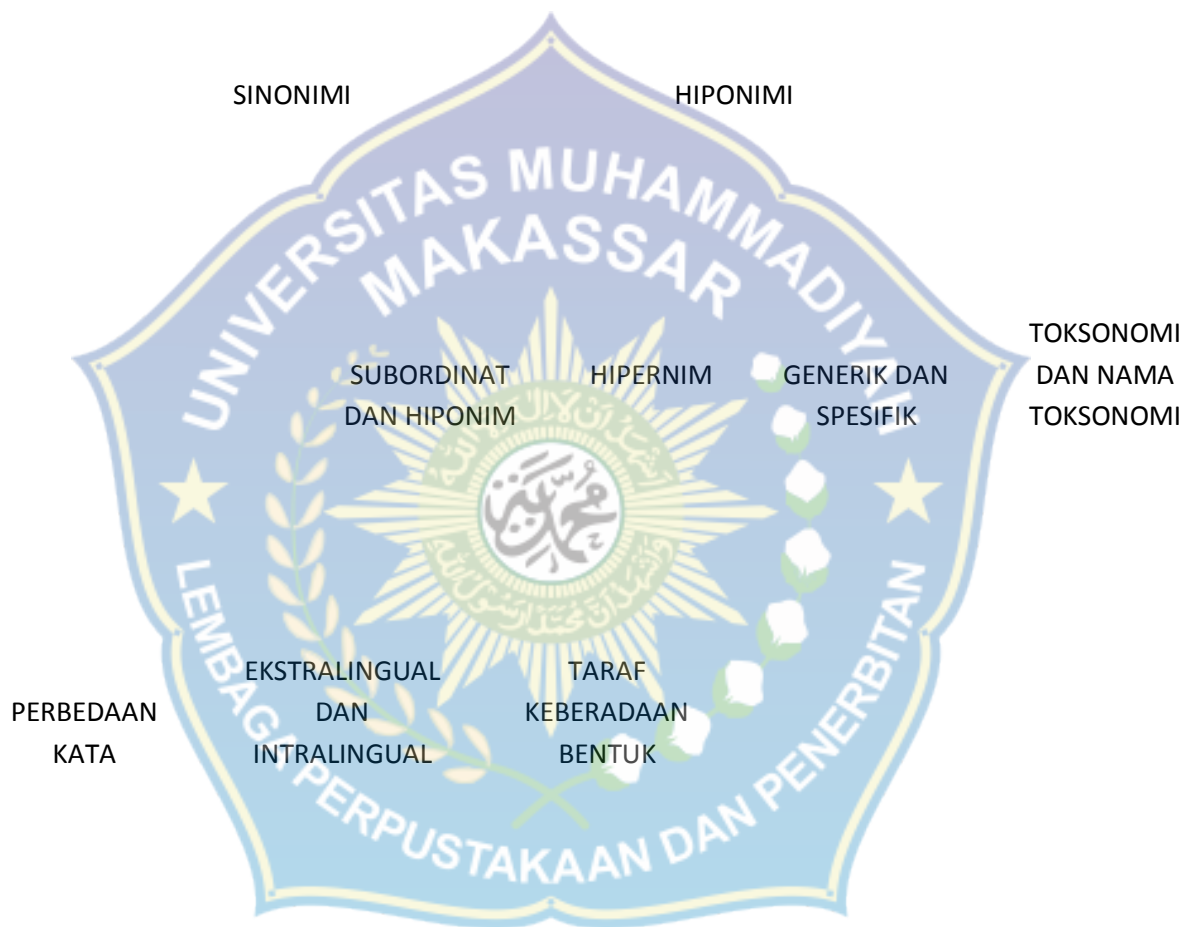 SINONIMI
HIPONIMI
UNIVERSITAS MUHAMMADIYAH
MAKASSAR
SUBORDINAT
DAN HIPONIM
HIPERNIM
GENERIK DAN
SPESIFIK
TOKSONOMI
DAN NAMA
TOKSONOMI
PERBEDAAN
KATA
EKSTRALINGUAL
DAN
INTRALINGUAL
TARAF
KEBERADAAN
BENTUK
LEMBAGA PERPUSTAKAAN DAN PENERBITAN